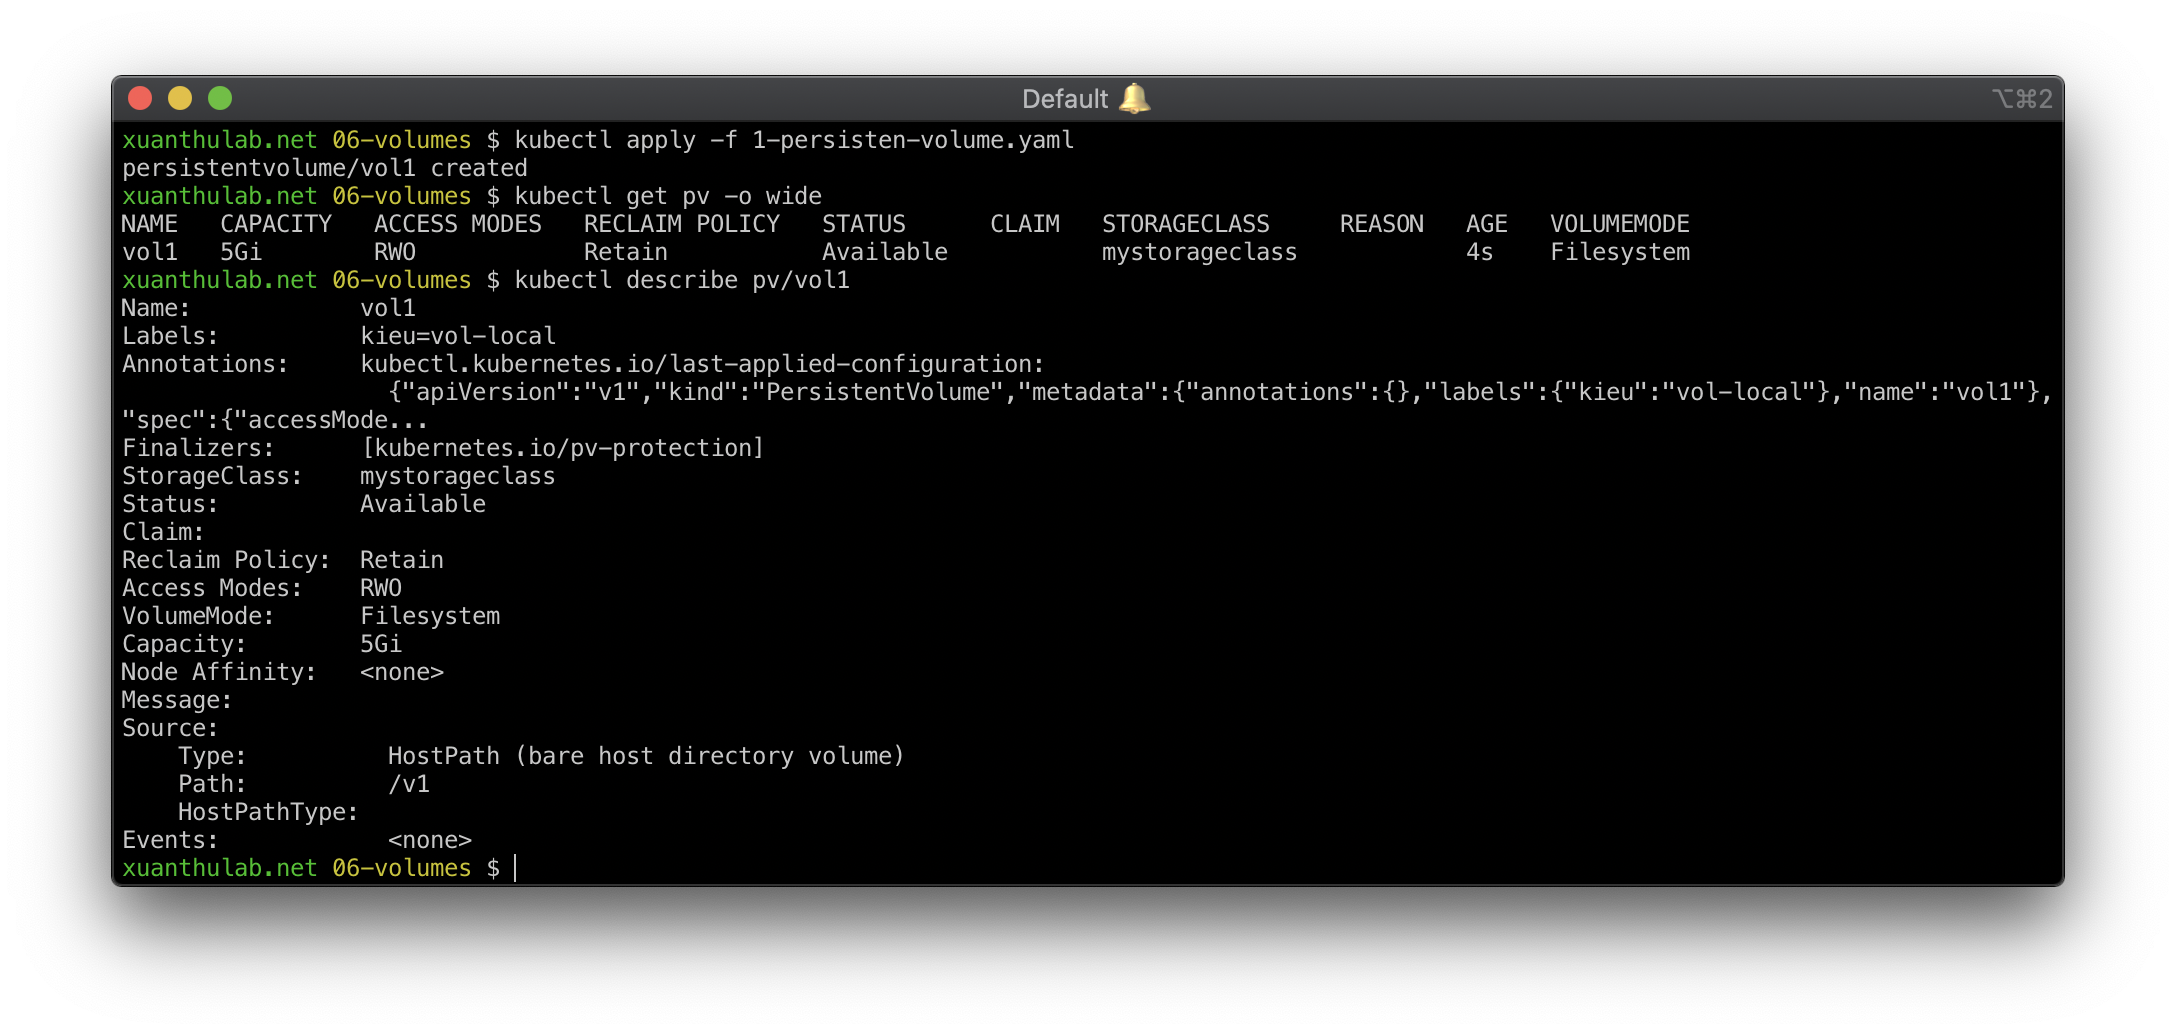 Default 🔔
⌥⌘2
xuanthulab.net 06-volumes $ kubectl apply -f 1-persisten-volume.yaml
persistentvolume/vol1 created
xuanthulab.net 06-volumes $ kubectl get pv -o wide
NAME   CAPACITY   ACCESS MODES   RECLAIM POLICY   STATUS      CLAIM   STORAGECLASS     REASON   AGE   VOLUMEMODE
vol1   5Gi        RWO            Retain           Available           mystorageclass            4s    Filesystem
xuanthulab.net 06-volumes $ kubectl describe pv/vol1
Name:            vol1
Labels:          kieu=vol-local
Annotations:     kubectl.kubernetes.io/last-applied-configuration:
                   {"apiVersion":"v1","kind":"PersistentVolume","metadata":{"annotations":{},"labels":{"kieu":"vol-local"},"name":"vol1"},
"spec":{"accessMode...
Finalizers:      [kubernetes.io/pv-protection]
StorageClass:    mystorageclass
Status:          Available
Claim:
Reclaim Policy:  Retain
Access Modes:    RWO
VolumeMode:      Filesystem
Capacity:        5Gi
Node Affinity:   <none>
Message:
Source:
    Type:          HostPath (bare host directory volume)
    Path:          /v1
    HostPathType:
Events:            <none>
xuanthulab.net 06-volumes $